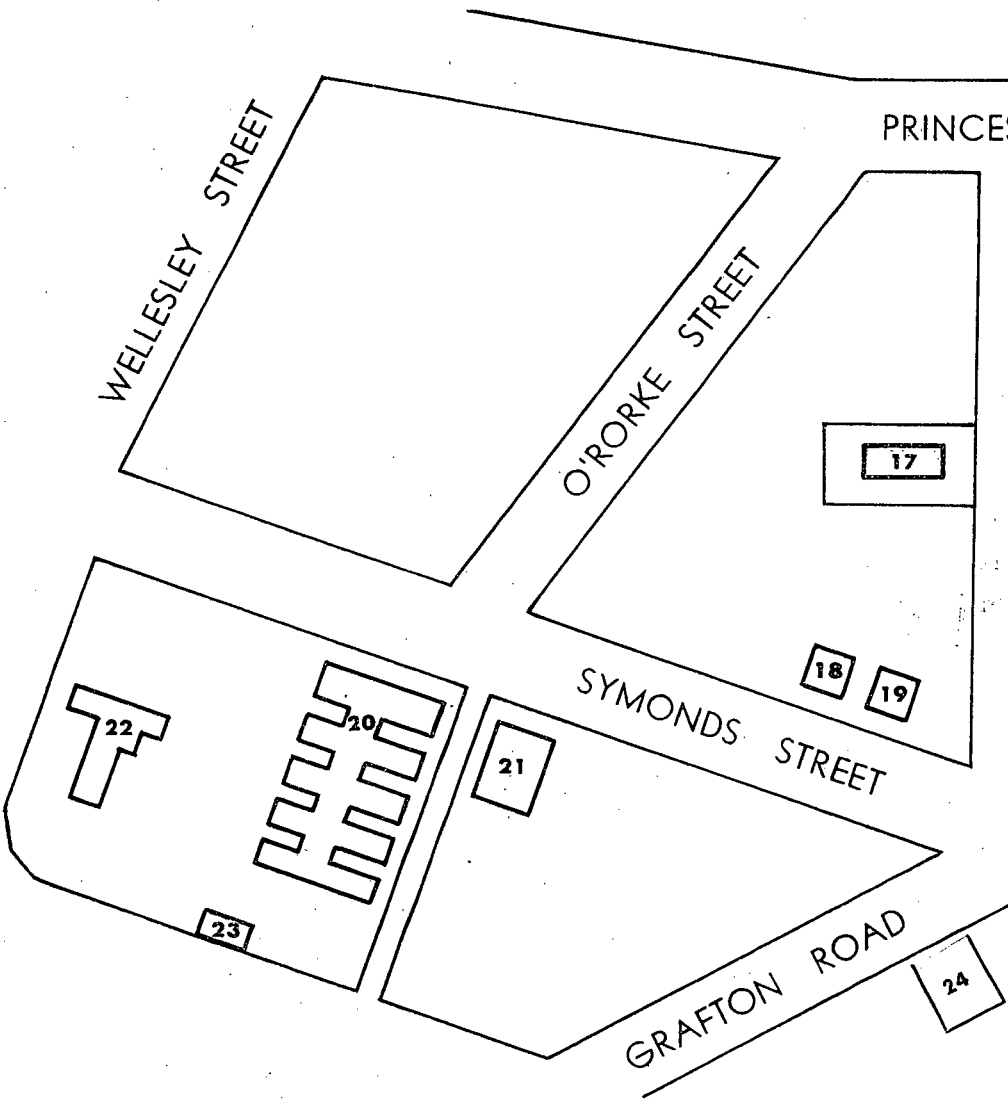 PRINCES
WELLESLEY STREET
O'RORKE STREET
17
18
19
SYMONDS STREET
20
21
22
23
GRAFTON ROAD
24